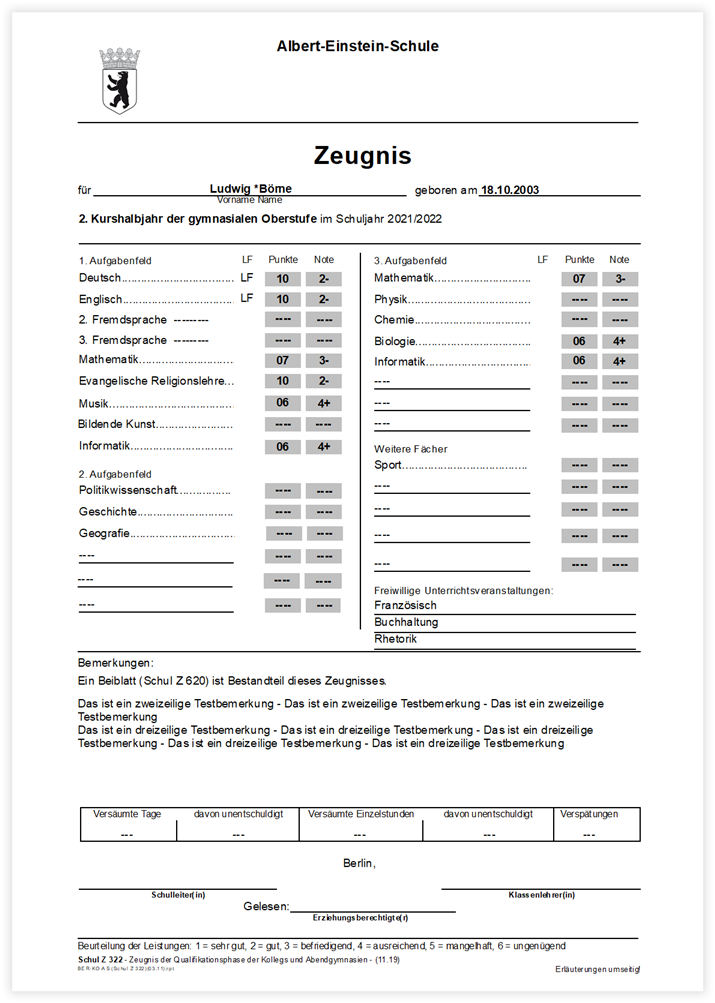 Albert-Einstein-Schule
Zeugnis
für Ludwig *Börne geboren am 18.10.2003
Vorname Name
2. Kurshalbjahr der gymnasialen Oberstufe im Schuljahr 2021/2022
1. Aufgabenfeld LF Punkte Note
Deutsch................................... LF 10 2-
Englisch.................................. LF 10 2-
2. Fremdsprache --------- ---- ----
3. Fremdsprache --------- ---- ----
Mathematik............................. 07 3-
Evangelische Religionslehre... 10 2-
Musik...................................... 06 4+
Bildende Kunst........................ ---- ----
Informatik................................ 06 4+
2. Aufgabenfeld
Politikwissenschaft................. ---- ----
Geschichte.............................. ---- ----
Geografie................................ ---- ----
---- ---- ----
---- ---- ----
---- ---- ----
3. Aufgabenfeld LF Punkte Note
Mathematik............................. 07 3-
Physik...................................... ---- ----
Chemie.................................... ---- ----
Biologie................................... 06 4+
Informatik................................ 06 4+
---- ---- ----
---- ---- ----
---- ---- ----
Weitere Fächer
Sport....................................... ---- ----
---- ---- ----
---- ---- ----
---- ---- ----
---- ---- ----
Freiwillige Unterrichtsveranstaltungen:
Französisch
Buchhaltung
Rhetorik
Bemerkungen:
Ein Beiblatt (Schul Z 620) ist Bestandteil dieses Zeugnisses.
Das ist ein zweizeilige Testbemerkung - Das ist ein zweizeilige Testbemerkung - Das ist ein zweizeilige
Testbemerkung
Das ist ein dreizeilige Testbemerkung - Das ist ein dreizeilige Testbemerkung - Das ist ein dreizeilige
Testbemerkung - Das ist ein dreizeilige Testbemerkung - Das ist ein dreizeilige Testbemerkung
Versäumte Tage davon unentschuldigt Versäumte Einzelstunden davon unentschuldigt Verspätungen
--- --- --- --- ---
Berlin,
Schulleiter(in) Klassenlehrer(in)
Gelesen:
Erziehungsberechtigte(r)
Beurteilung der Leistungen: 1 = sehr gut, 2 = gut, 3 = befriedigend, 4 = ausreichend, 5 = mangelhaft, 6 = ungenügend
Schul Z 322 - Zeugnis der Qualifikationsphase der Kollegs und Abendgymnasien - (11.19)
BER-KO-AS (Schul Z 322)(03.11).rpt
Erläuterungen umseitig!